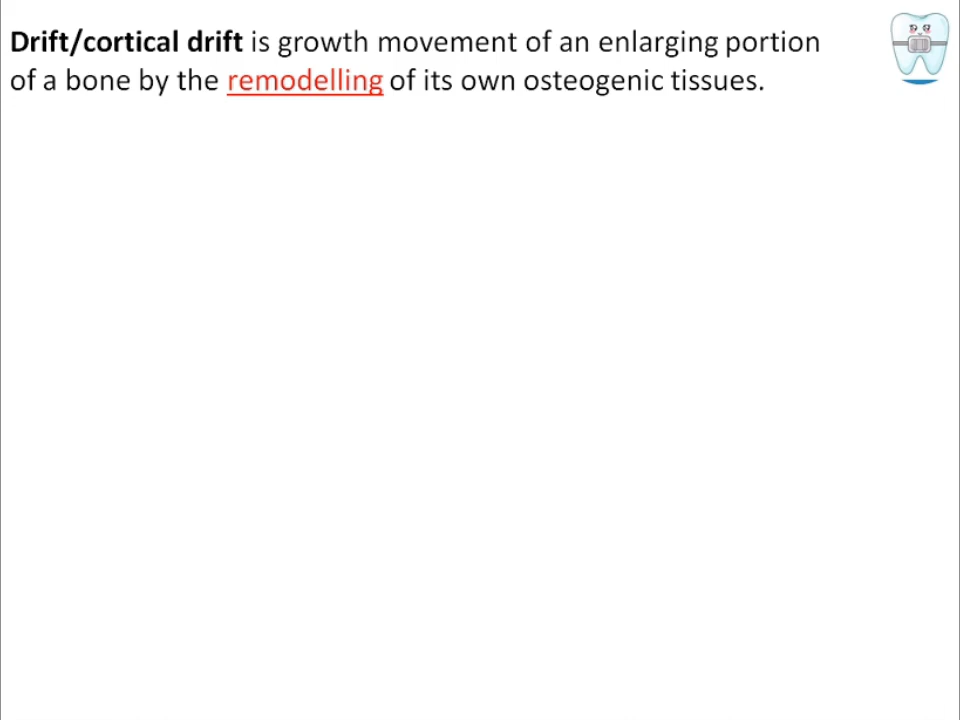 Drift/cortical drift is growth movement of an enlarging portion
of a bone by the remodelling of its own osteogenic tissues.